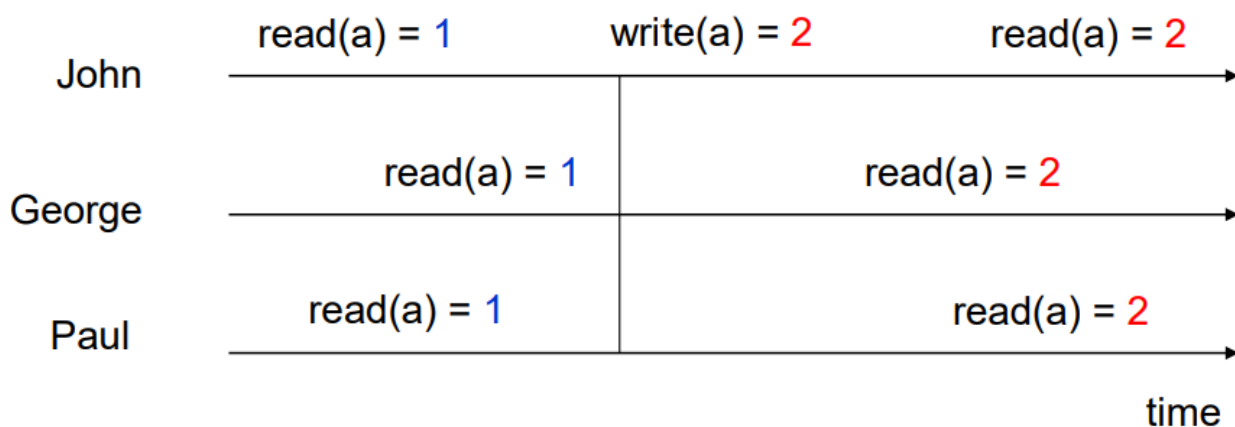 read(a) = 1 write(a) = 2 read(a) = 2
John
read(a) = 1 read(a) = 2
George
read(a) = 1 read(a) = 2
Paul
time